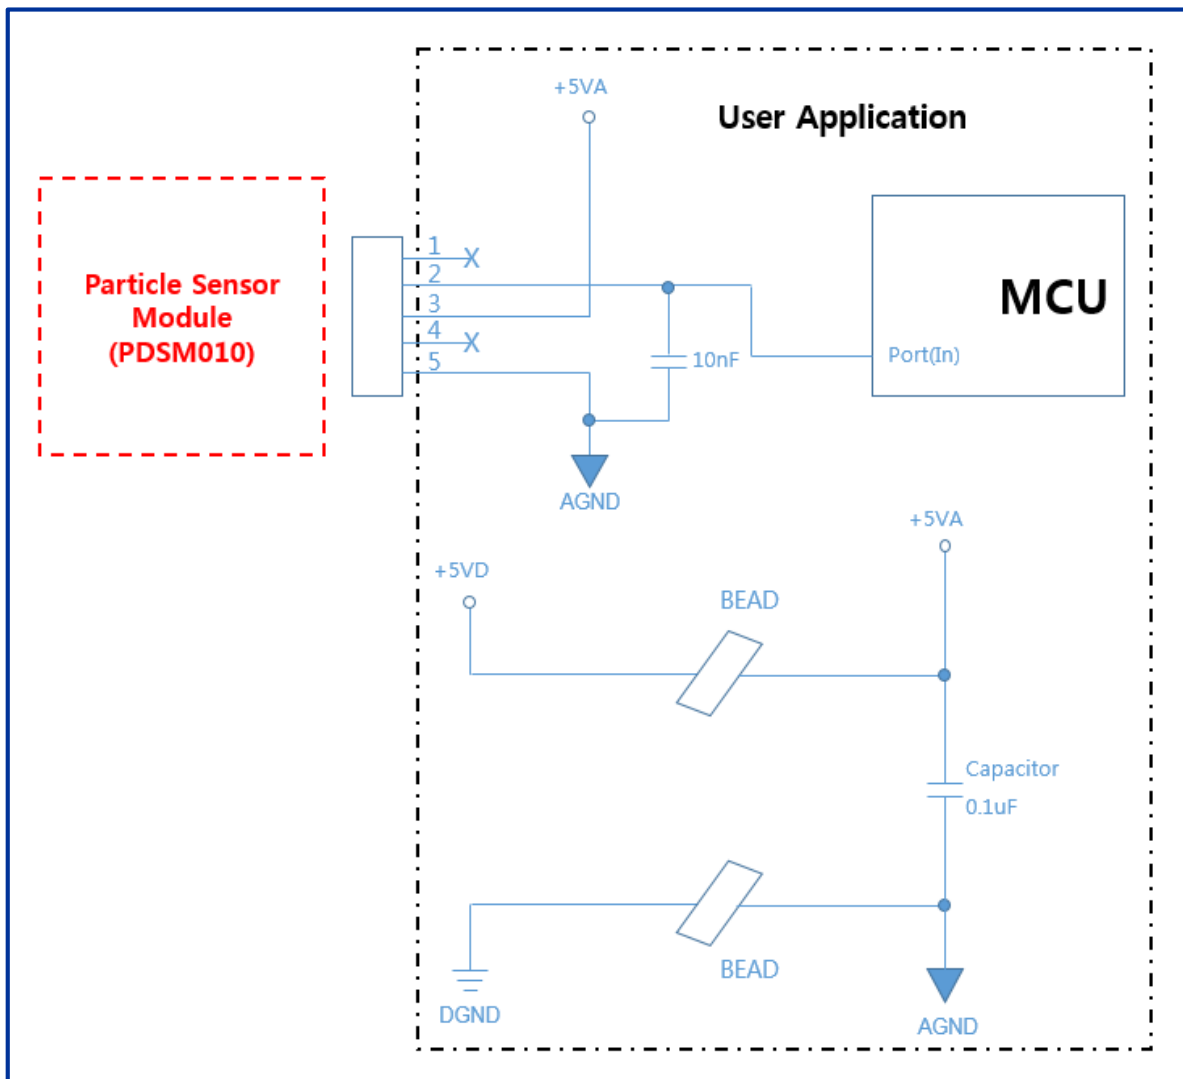 +5VA
User Application
Particle Sensor
Module
(PDSM010)
1
2
3
4
5
X
X
10nF
MCU
Port(In)
AGND
+5VA
+5VD
BEAD
Capacitor
0.1uF
BEAD
DGND
AGND